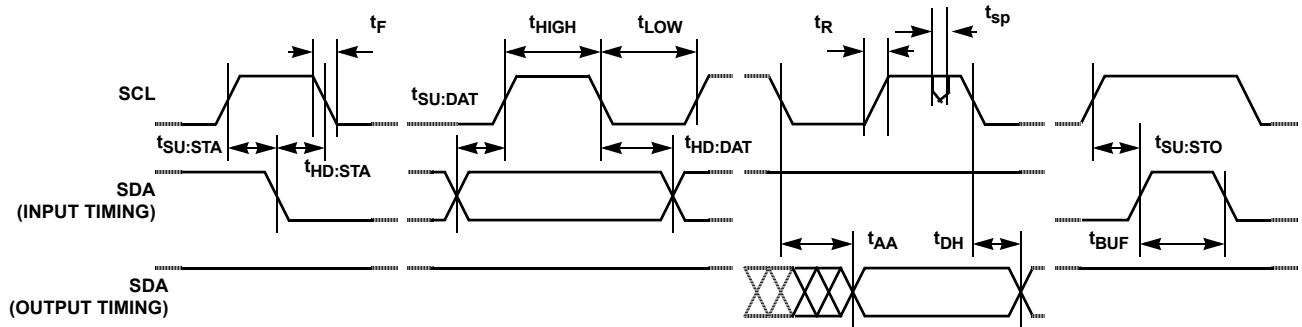 tF
tHIGH
tLOW
tR
tsp
SCL
tSU:DAT
tSU:STA
tHD:STA
tHD:DAT
tSU:STO
SDA
(INPUT TIMING)
tAA
tDH
tBUF
SDA
(OUTPUT TIMING)